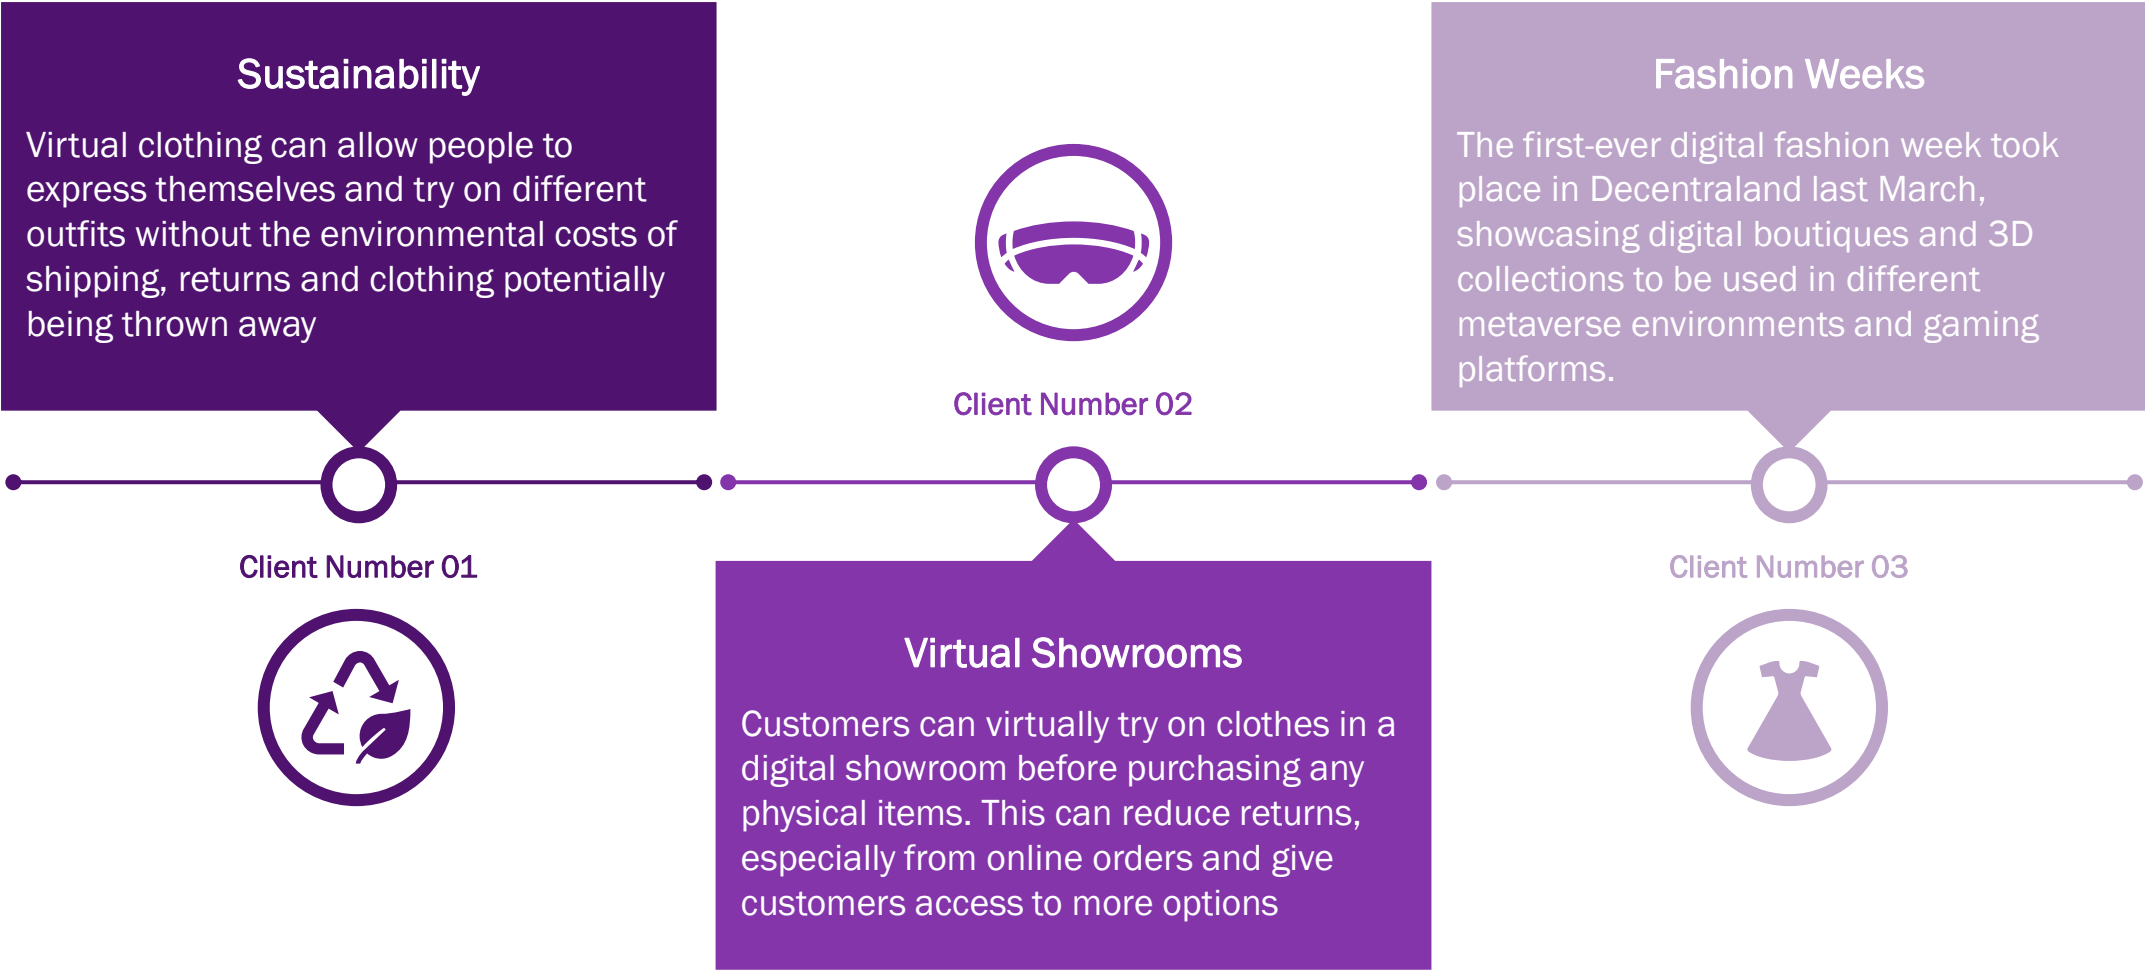 Sustainability
Virtual clothing can allow people to
express themselves and try on different
outfits without the environmental costs of
shipping, returns and clothing potentially
being thrown away
Client Number 01
Client Number 02
Virtual Showrooms
Customers can virtually try on clothes in a
digital showroom before purchasing any
physical items. This can reduce returns,
especially from online orders and give
customers access to more options
Fashion Weeks
The first-ever digital fashion week took
place in Decentraland last March,
showcasing digital boutiques and 3D
collections to be used in different
metaverse environments and gaming
platforms.
Client Number 03